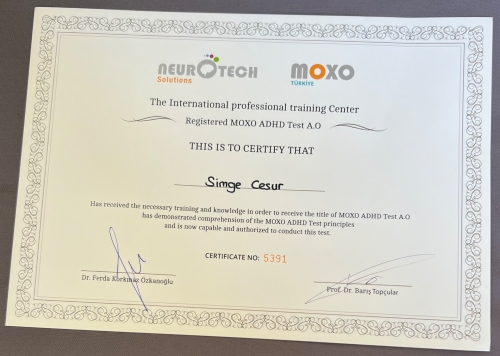 NEUROTECH
Solutions
MOXO
TÜRKİYE
The International professional training Center
Registered MOXO ADHD Test A.O
THIS IS TO CERTIFY THAT
Simge Cesur
Has received the necessary training and knowledge in order to receive the title of MOXO ADHD Test A.O
has demonstrated comprehension of the MOXO ADHD Test principles
and is now capable and authorized to conduct this test.
CERTIFICATE NO: 5391
Dr. Ferda Korkmaz Özkanoğlu
Prof. Dr. Barış Topçular